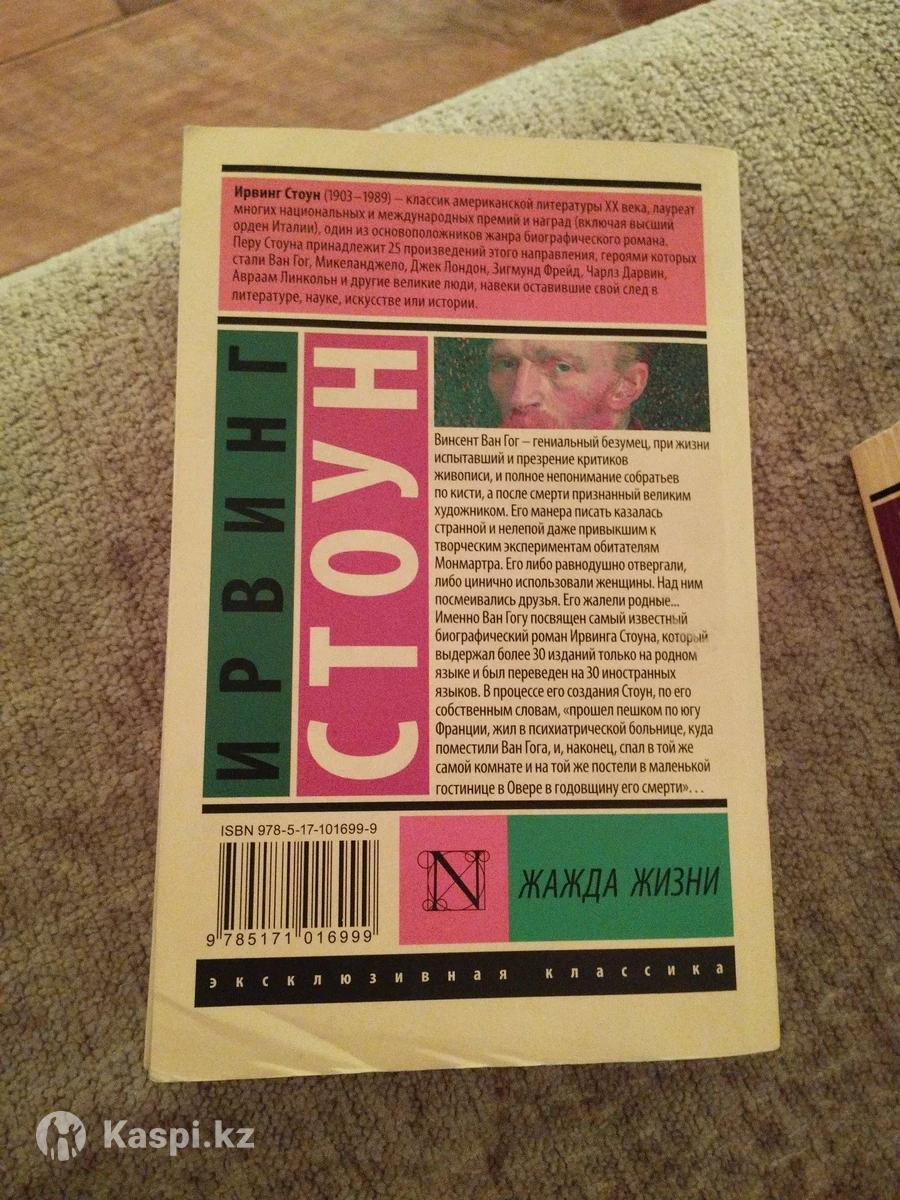 Ирвинг Стоун (1903–1989) – классик американской литературы XX века, лауреат
многих национальных и международных премий и наград (включая высший
орден Италии), один из основоположников жанра биографического романа.
Перу Стоуна принадлежит 25 произведений этого направления, героями которых
стали Ван Гог, Микеланджело, Джек Лондон, Зигмунд Фрейд, Чарлз Дарвин,
Авраам Линкольн и другие великие люди, навеки оставившие свой след в
литературе, науке, искусстве или истории.
ИРВИНГ
СТОУН
Винсент Ван Гог – гениальный безумец, при жизни
испытавший и презрение критиков
живописи, и полное непонимание собратьев
по кисти, а после смерти признанный великим
художником. Его манера писать казалась
странной и нелепой даже привыкшим к
творческим экспериментам обитателям
Монмартра. Его либо равнодушно отвергали,
либо цинично использовали женщины. Над ним
посмеивались друзья. Его жалели родные...
Именно Ван Гогу посвящен самый известный
биографический роман Ирвинга Стоуна, который
выдержал более 30 изданий только на родном
языке и был переведен на 30 иностранных
языков. В процессе его создания Стоун, по его
собственным словам, «прошел пешком по югу
Франции, жил в психиатрической больнице, куда
поместили Ван Гога, и, наконец, спал в той же
самой комнате и на той же постели в маленькой
гостинице в Овере в годовщину его смерти»...
ISBN 978-5-17-101699-9
9 785171 016999
N
ЖАЖДА ЖИЗНИ
эксклюзивная классика
Kaspi.kz